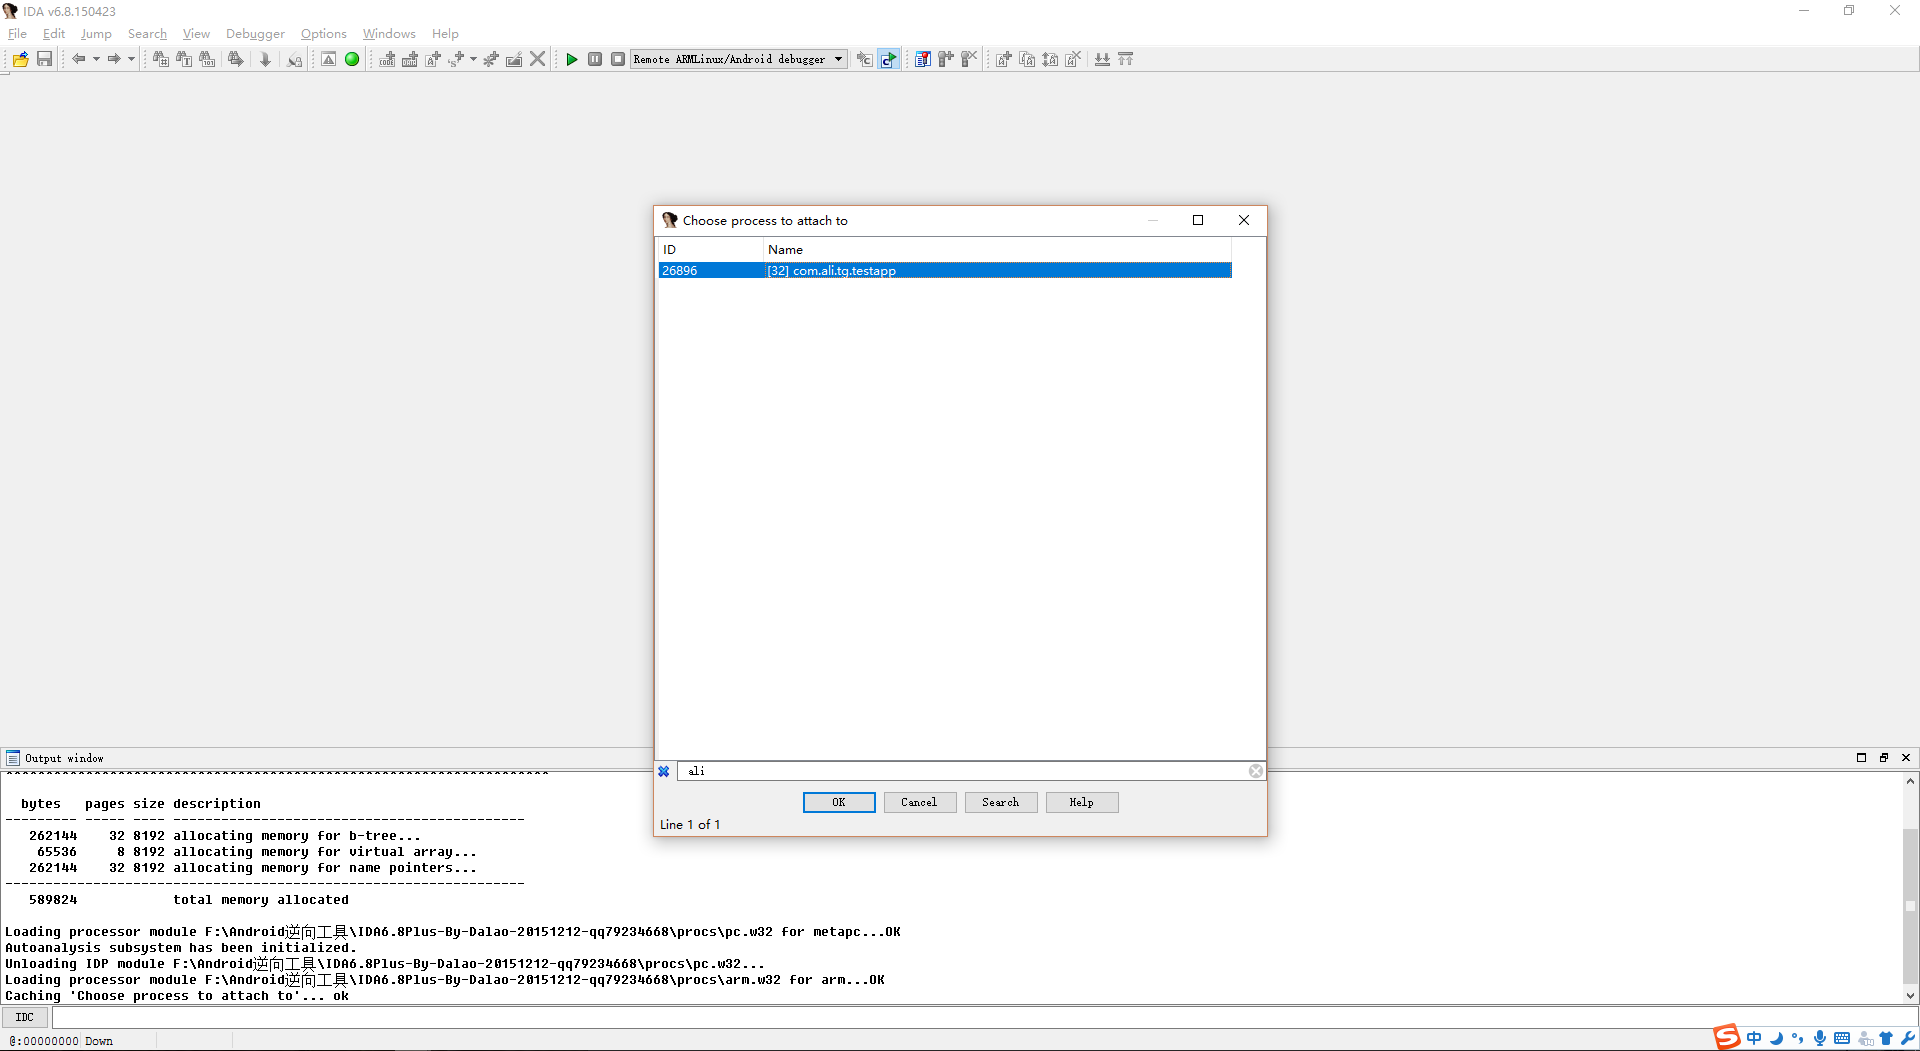 IDA v6.8.150423
File Edit Jump Search View Debugger Options Windows Help
Remote ARMLinux/Android debugger
Choose process to attach to
ID Name
26896 [32] com.ali.tg.testapp
ali
OK Cancel Search Help
Line 1 of 1
Output window
bytes pages size description
--------- ----- ---- --------------------------------------------
262144 32 8192 allocating memory for b-tree...
65536 8 8192 allocating memory for virtual array...
262144 32 8192 allocating memory for name pointers...
-----------------------------------------------------------------
589824 total memory allocated
Loading processor module F:\Android逆向工具\IDA6.8Plus-By-Dalao-20151212-qq79234668\procs\pc.w32 for metapc...OK
Autoanalysis subsystem has been initialized.
Unloading IDP module F:\Android逆向工具\IDA6.8Plus-By-Dalao-20151212-qq79234668\procs\pc.w32...
Loading processor module F:\Android逆向工具\IDA6.8Plus-By-Dalao-20151212-qq79234668\procs\arm.w32 for arm...OK
Caching 'Choose process to attach to'... ok
IDC
@:00000000 Down
中